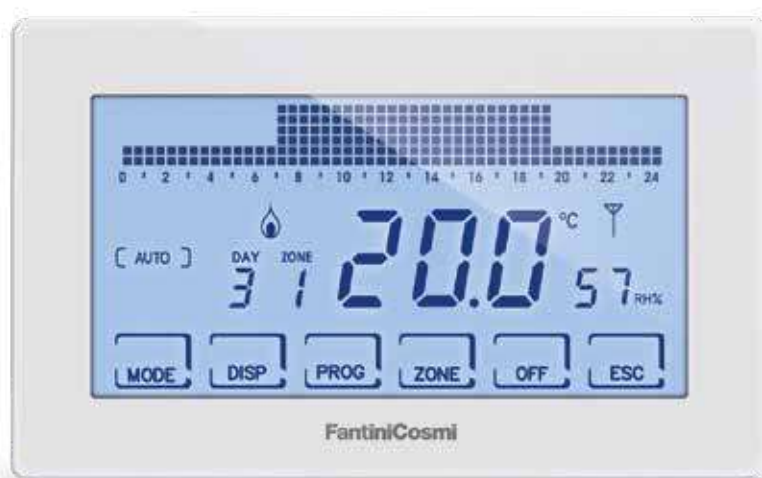 0 2 4 6 8 10 12 14 16 18 20 22 24
[ AUTO ] DAY ZONE °C
3 1 20.0 57 RH%
MODE DISP PROG ZONE OFF ESC
FantiniCosmi